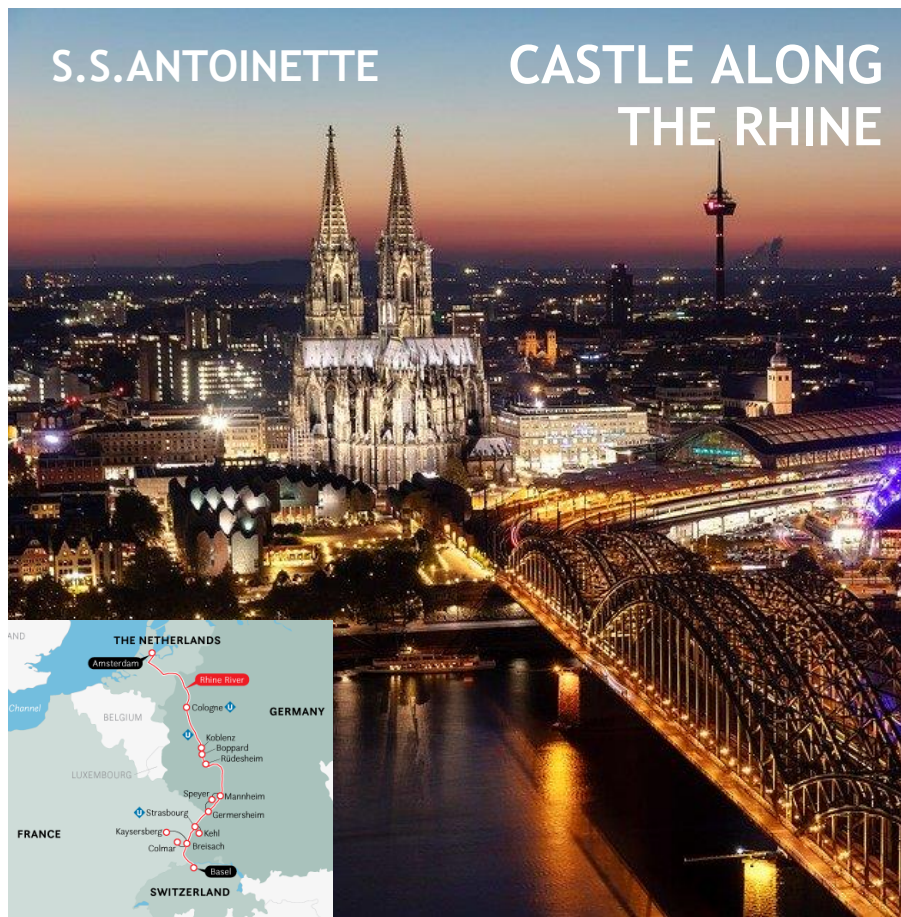 S.S.ANTOINETTE
CASTLE ALONG
THE RHINE
AND
THE NETHERLANDS
Amsterdam
Rhine River
Channel
Cologne U
BELGIUM
GERMANY
U
Koblenz
Boppard
Rüdesheim
LUXEMBOURG
Speyer
Mannheim
U Strasbourg
Germersheim
FRANCE
Kaysersberg
Kehl
Colmar
Breisach
Basel
SWITZERLAND